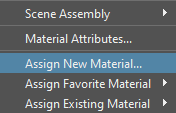 Scene Assembly
Material Attributes...
Assign New Material...
Assign Favorite Material
Assign Existing Material